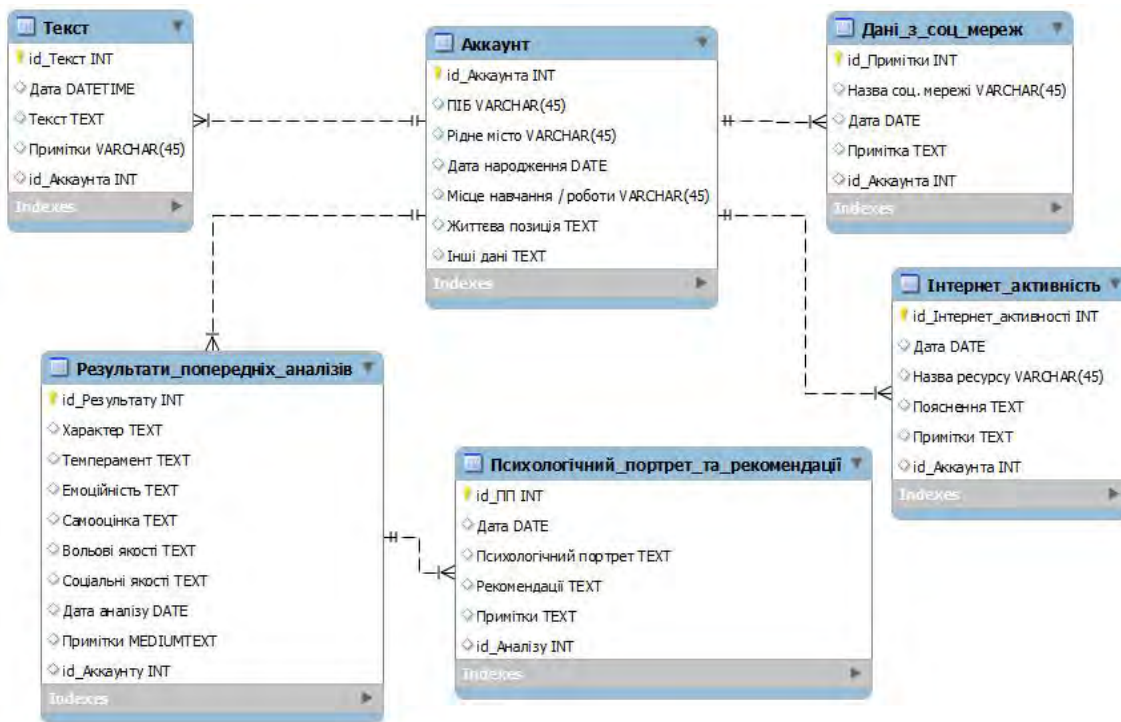 Текст
id_Текст INT
Дата DATETIME
Текст TEXT
Примітки VARCHAR(45)
id_Аккаунта INT
Indexes
Аккаунт
id_Аккаунта INT
ПІБ VARCHAR(45)
Рідне місто VARCHAR(45)
Дата народження DATE
Місце навчання / роботи VARCHAR(45)
Життєва позиція TEXT
Інші дані TEXT
Indexes
Дані_з_соц_мереж
id_Примітки INT
Назва соц. мережі VARCHAR(45)
Дата DATE
Примітка TEXT
id_Аккаунта INT
Indexes
Інтернет_активність
id_Інтернет_активності INT
Дата DATE
Назва ресурсу VARCHAR(45)
Пояснення TEXT
Примітки TEXT
id_Аккаунта INT
Indexes
Результати_попередніх_аналізів
id_Результату INT
Характер TEXT
Темперамент TEXT
Емоційність TEXT
Самооцінка TEXT
Вольові якості TEXT
Соціальні якості TEXT
Дата аналізу DATE
Примітки MEDIUMTEXT
id_Аккаунту INT
Indexes
Психологічний_портрет_та_рекомендації
id_ПП INT
Дата DATE
Психологічний портрет TEXT
Рекомендації TEXT
Примітки TEXT
id_Аналізу INT
Indexes